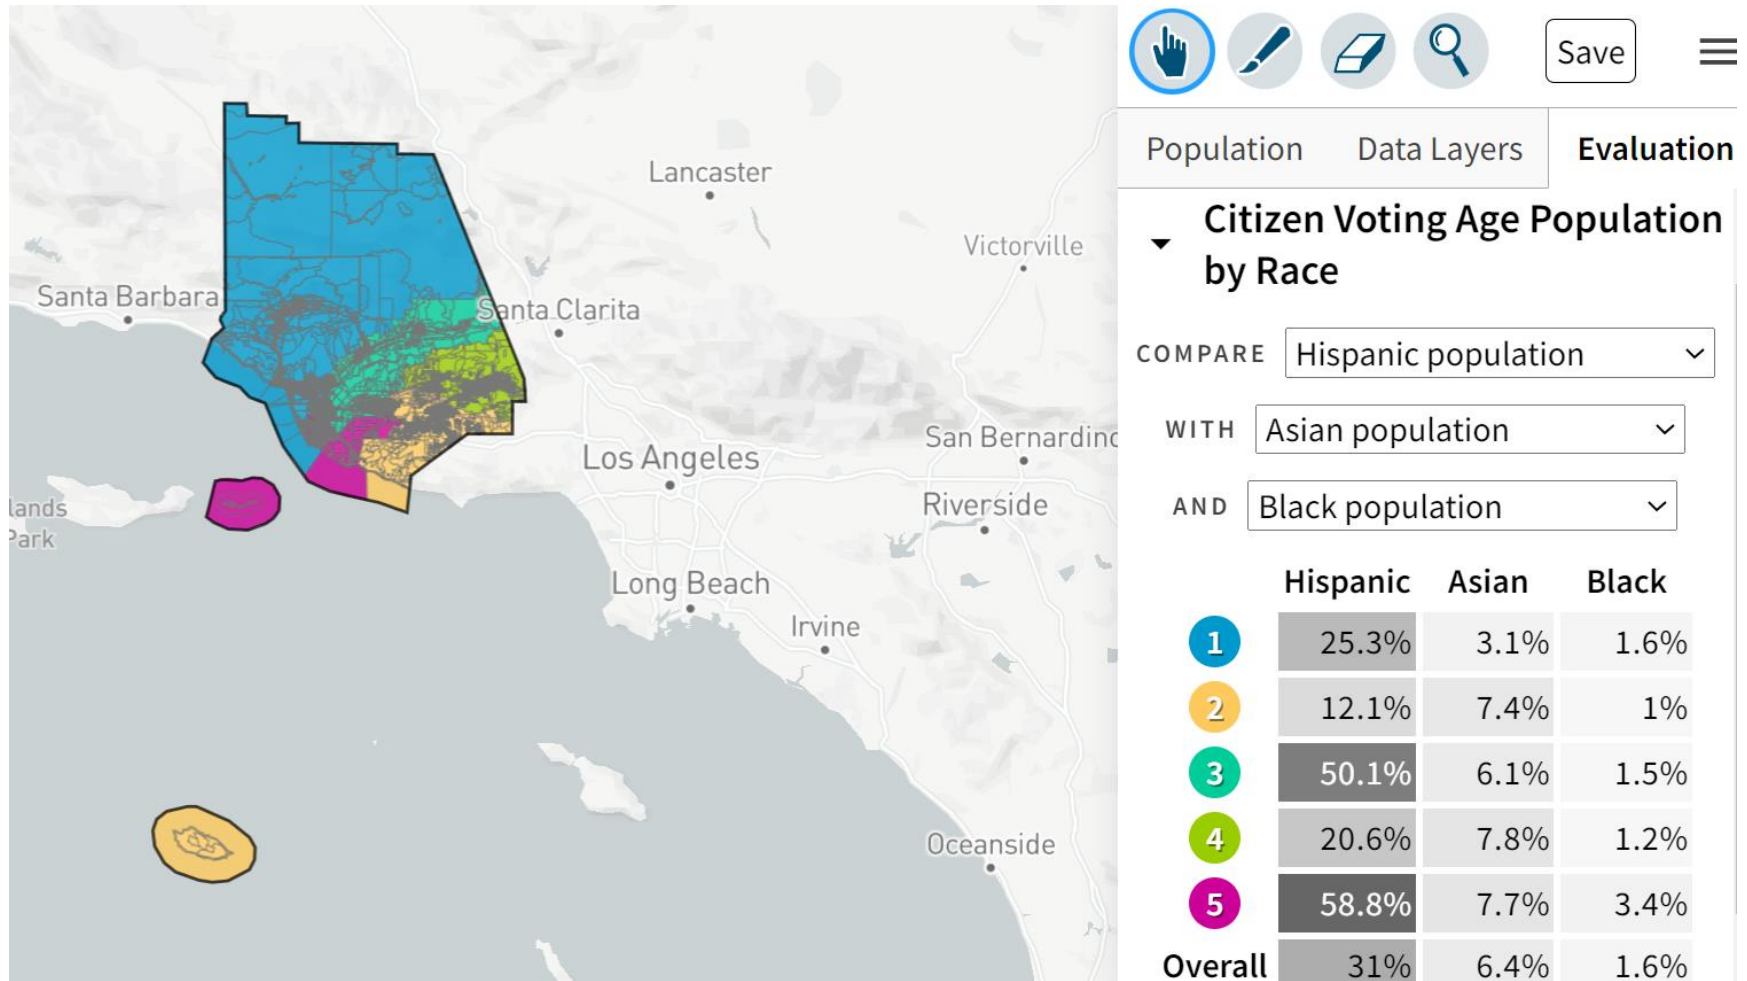 Save
Population Data Layers Evaluation
Citizen Voting Age Population
by Race
COMPARE Hispanic population
WITH Asian population
AND Black population
Hispanic Asian Black
1 25.3% 3.1% 1.6%
2 12.1% 7.4% 1%
3 50.1% 6.1% 1.5%
4 20.6% 7.8% 1.2%
5 58.8% 7.7% 3.4%
Overall 31% 6.4% 1.6%
Lancaster
Victorville
Santa Barbara
Santa Clarita
San Bernardino
Los Angeles
Riverside
lands
Park
Long Beach
Irvine
Oceanside